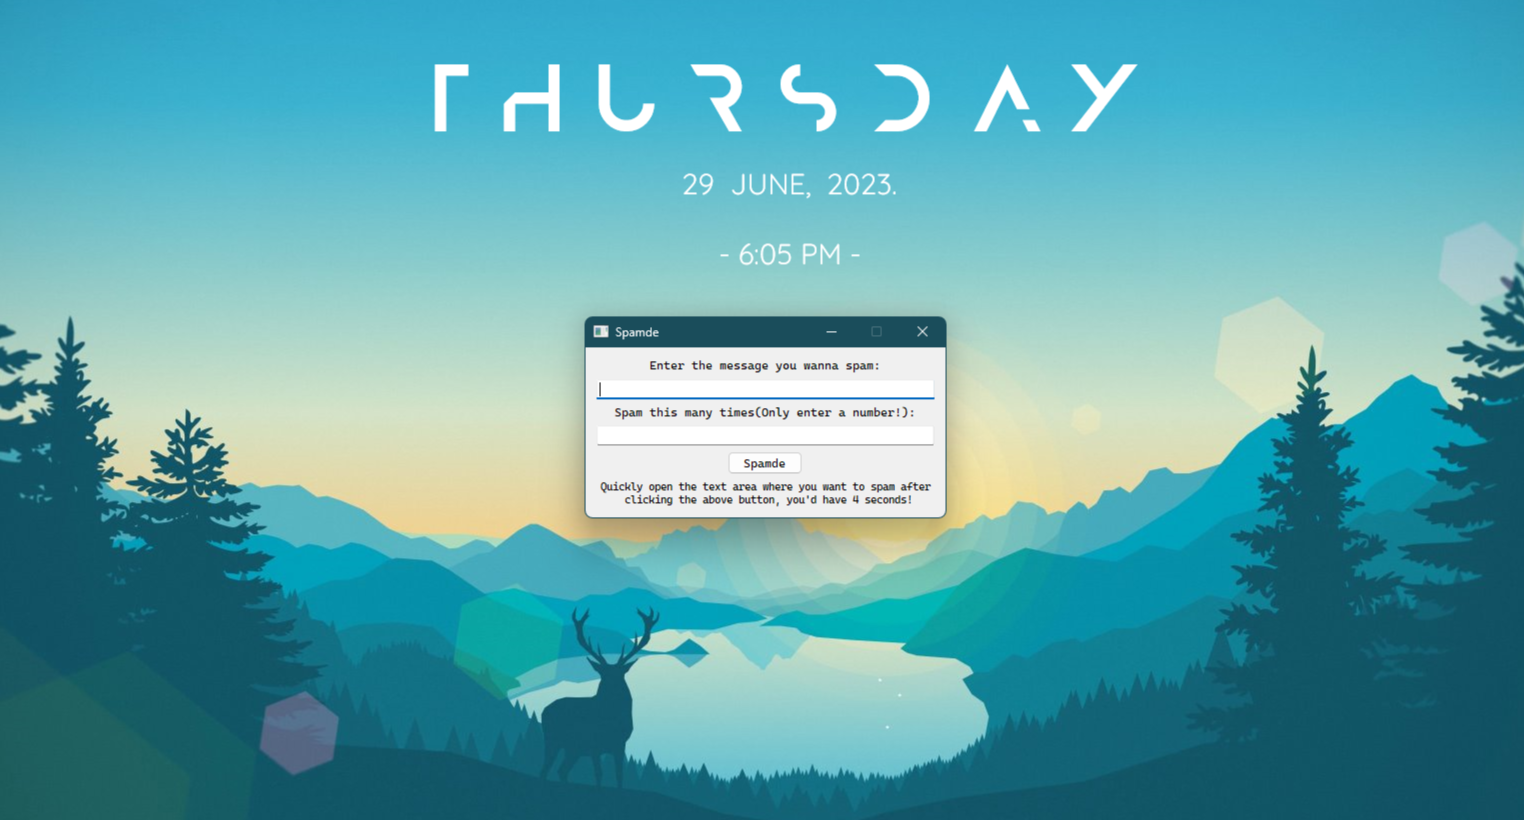 THURSDAY
29 JUNE, 2023.
- 6:05 PM -
Spamde
Enter the message you wanna spam:
Spam this many times(Only enter a number!):
Spamde
Quickly open the text area where you want to spam after
clicking the above button, you'd have 4 seconds!